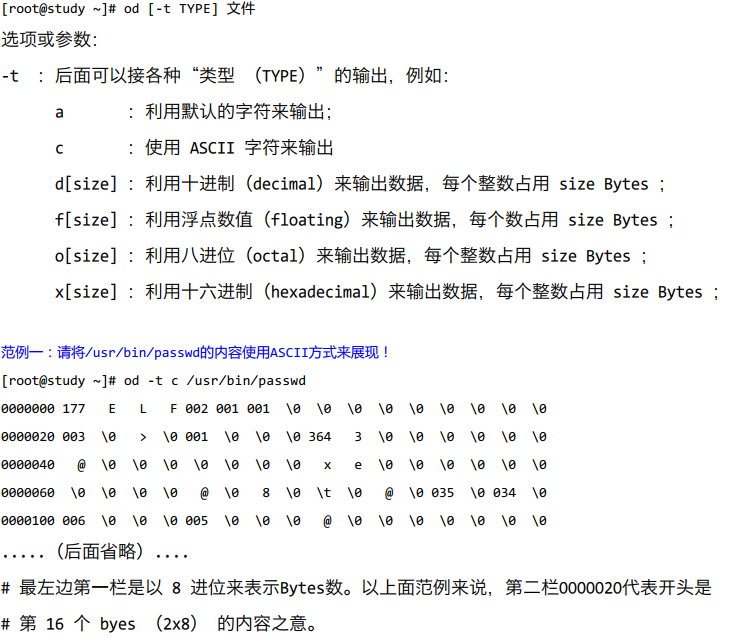 [root@study ~]# od [-t TYPE] 文件
选项或参数：
-t ：后面可以接各种“类型 （TYPE）”的输出，例如：
a ：利用默认的字符来输出；
c ：使用 ASCII 字符来输出
d[size] ：利用十进制（decimal）来输出数据，每个整数占用 size Bytes ；
f[size] ：利用浮点数值（floating）来输出数据，每个数占用 size Bytes ；
o[size] ：利用八进位（octal）来输出数据，每个整数占用 size Bytes ；
x[size] ：利用十六进制（hexadecimal）来输出数据，每个整数占用 size Bytes ；
范例一：请将/usr/bin/passwd的内容使用ASCII方式来展现！
[root@study ~]# od -t c /usr/bin/passwd
0000000 177 E L F 002 001 001 \0 \0 \0 \0 \0 \0 \0 \0 \0
0000020 003 \0 > \0 001 \0 \0 \0 364 3 \0 \0 \0 \0 \0 \0
0000040 @ \0 \0 \0 \0 \0 \0 \0 x e \0 \0 \0 \0 \0 \0
0000060 \0 \0 \0 \0 @ \0 8 \0 \t \0 @ \0 035 \0 034 \0
0000100 006 \0 \0 \0 005 \0 \0 \0 @ \0 \0 \0 \0 \0 \0 \0
.....（后面省略）....
# 最左边第一栏是以 8 进位来表示Bytes数。以上面范例来说，第二栏0000020代表开头是
# 第 16 个 byes （2x8） 的内容之意。